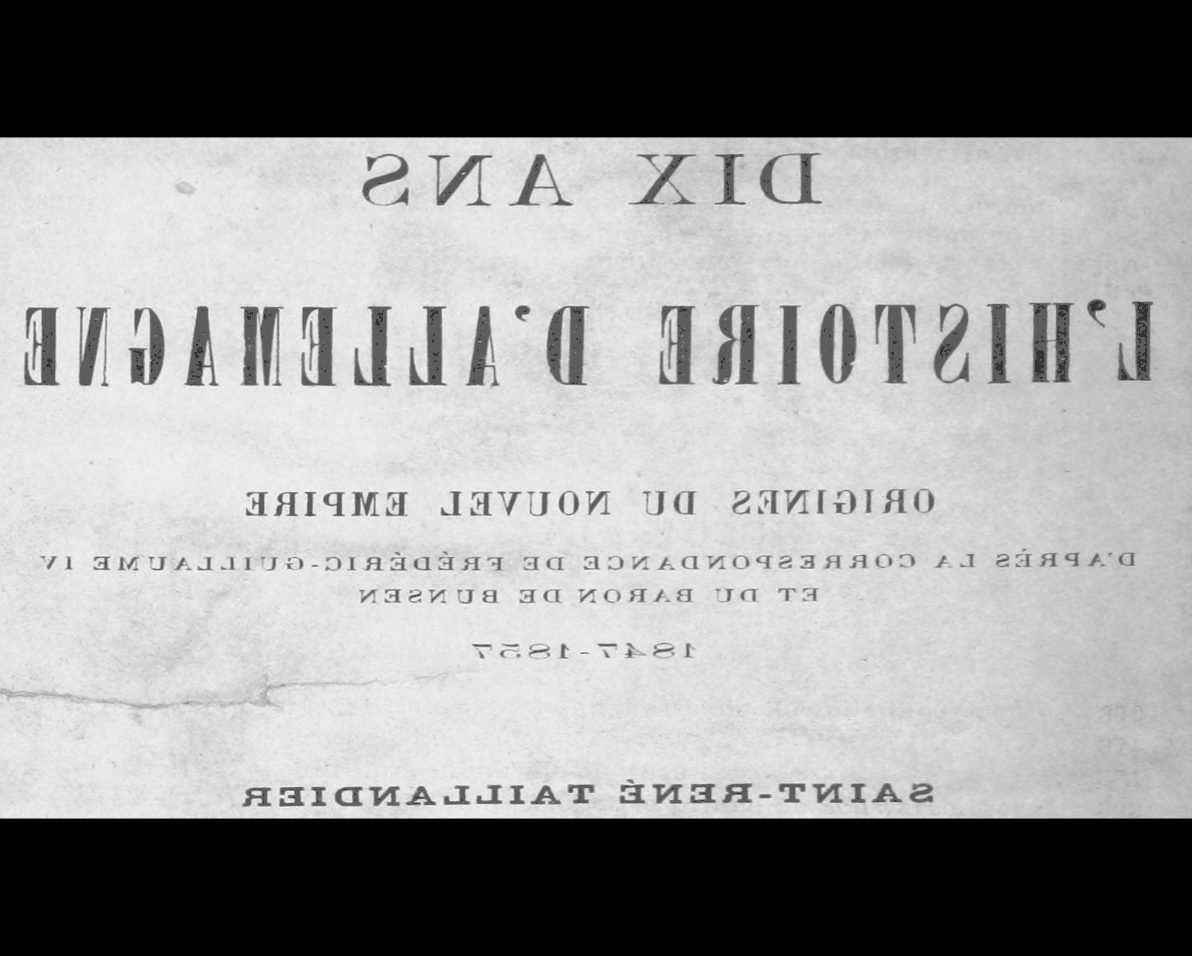 DIX ANS
L'HISTOIRE D'ALLEMAGNE
ORIGINES DU NOUVEL EMPIRE
D'APRÈS LA CORRESPONDANCE DE FRÉDÉRIC-GUILLAUME IV
ET DU BARON DE BUNSEN
1847-1857
SAINT-RENÉ TAILLANDIER